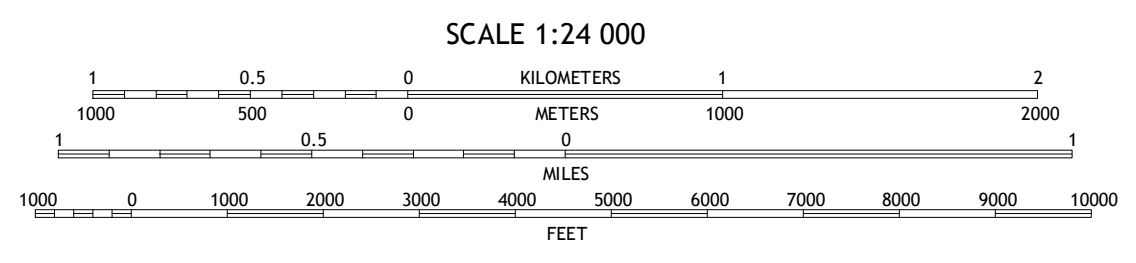 SCALE 1:24 000
1 0.5 0 KILOMETERS 1 2
1000 500 0 METERS 1000 2000
1 0.5 0 1
MILES
1000 0 1000 2000 3000 4000 5000 6000 7000 8000 9000 10000
FEET